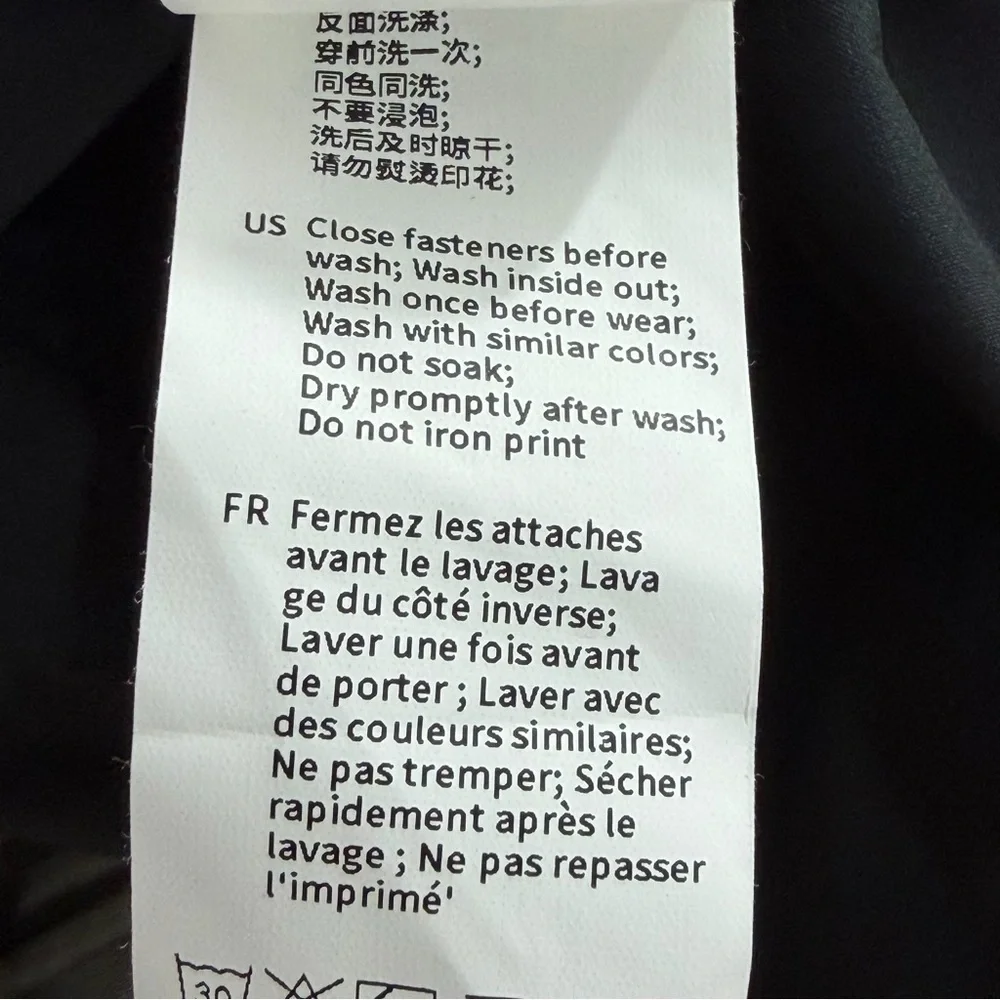 反面洗涤;
穿前洗一次;
同色同洗;
不要浸泡;
洗后及时晾干;
请勿熨烫印花;
US Close fasteners before
wash; Wash inside out;
Wash once before wear;
Wash with similar colors;
Do not soak;
Dry promptly after wash;
Do not iron print
FR Fermez les attaches
avant le lavage; Lava
ge du côté inverse;
Laver une fois avant
de porter ; Laver avec
des couleurs similaires;
Ne pas tremper; Sécher
rapidement après le
lavage ; Ne pas repasser
l'imprimé'
30